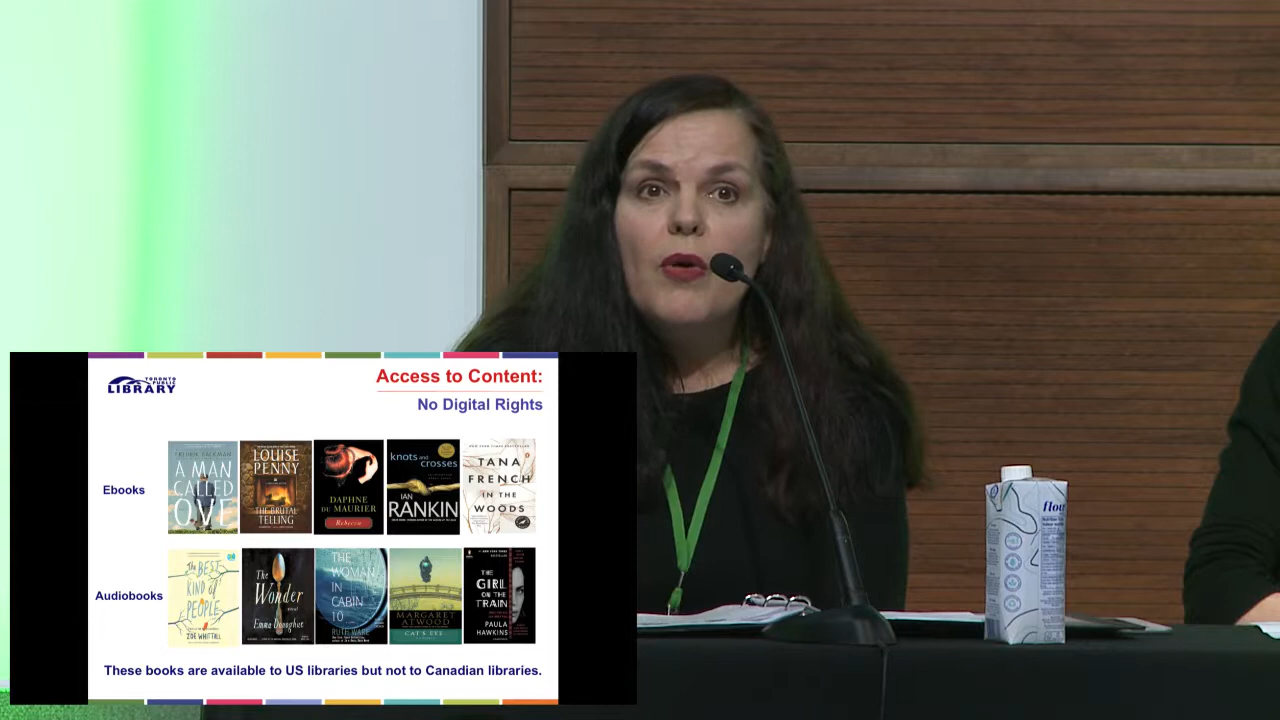 TORONTO
PUBLIC
LIBRARY
Access to Content:
No Digital Rights
Ebooks
FREDRIK BACKMAN
A MAN
CALLED
OVE
LOUISE
PENNY
THE BRUTAL
TELLING
DAPHNE
DU MAURIER
Rebecca
knots and
crosses
IAN
RANKIN
TANA
FRENCH
IN THE
WOODS
Audiobooks
The BEST
KIND of
PEOPLE
ZOE WHITTALL
The
Wonder
Emma Donoghue
THE
WOMAN
IN
CABIN
10
RUTH WARE
MARGARET
ATWOOD
CAT'S EYE
THE
GIRL
ON THE
TRAIN
PAULA
HAWKINS
These books are available to US libraries but not to Canadian libraries.
flow